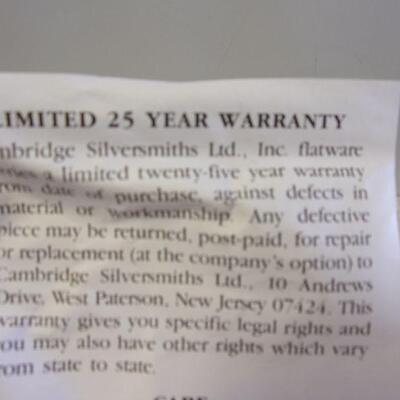 LIMITED 25 YEAR WARRANTY
mbridge Silversmiths Ltd., Inc. flatware
ries a limited twenty-five year warranty
rom date of purchase, against defects in
material or workmanship. Any defective
piece may be returned, post-paid, for repair
or replacement (at the company's option) to
Cambridge Silversmiths Ltd., 10 Andrews
Drive, West Paterson, New Jersey 07424. This
warranty gives you specific legal rights and
you may also have other rights which vary
rom state to state.